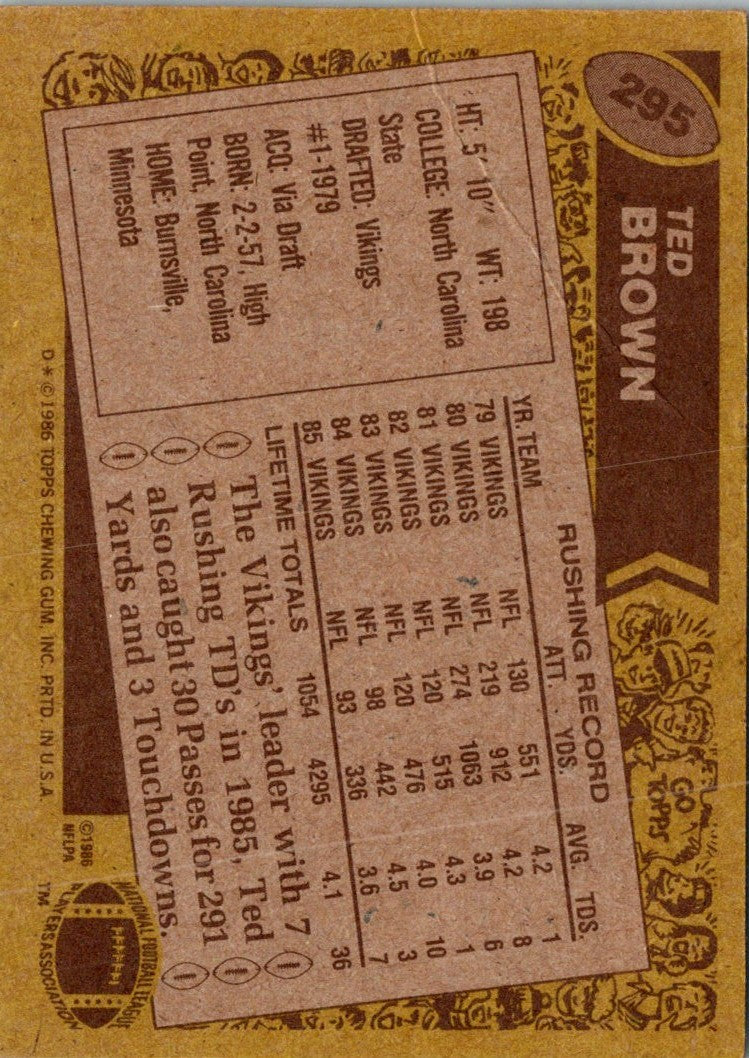 295
TED
BROWN
HT: 5' 10" WT: 198
COLLEGE: North Carolina
State
DRAFTED: Vikings
#1-1979
ACQ: Via Draft
BORN: 2-2-57, High
Point, North Carolina
HOME: Burnsville,
Minnesota
RUSHING RECORD
YR. TEAM ATT. YDS. AVG. TDS.
79 VIKINGS NFL 130 551 4.2 1
80 VIKINGS NFL 219 912 4.2 8
81 VIKINGS NFL 274 1063 3.9 6
82 VIKINGS NFL 120 515 4.3 1
83 VIKINGS NFL 120 476 4.0 10
84 VIKINGS NFL 98 442 4.5 3
85 VIKINGS NFL 93 336 3.6 7
LIFETIME TOTALS 1054 4295 4.1 36
The Vikings' leader with 7
Rushing TD's in 1985, Ted
also caught 30 Passes for 291
Yards and 3 Touchdowns.
GO
TOPPS
D* © 1986 TOPPS CHEWING GUM, INC. PRTD. IN U.S.A.
© 1986
NFLPA
NATIONAL FOOTBALL LEAGUE
PLAYERS ASSOCIATION
TM